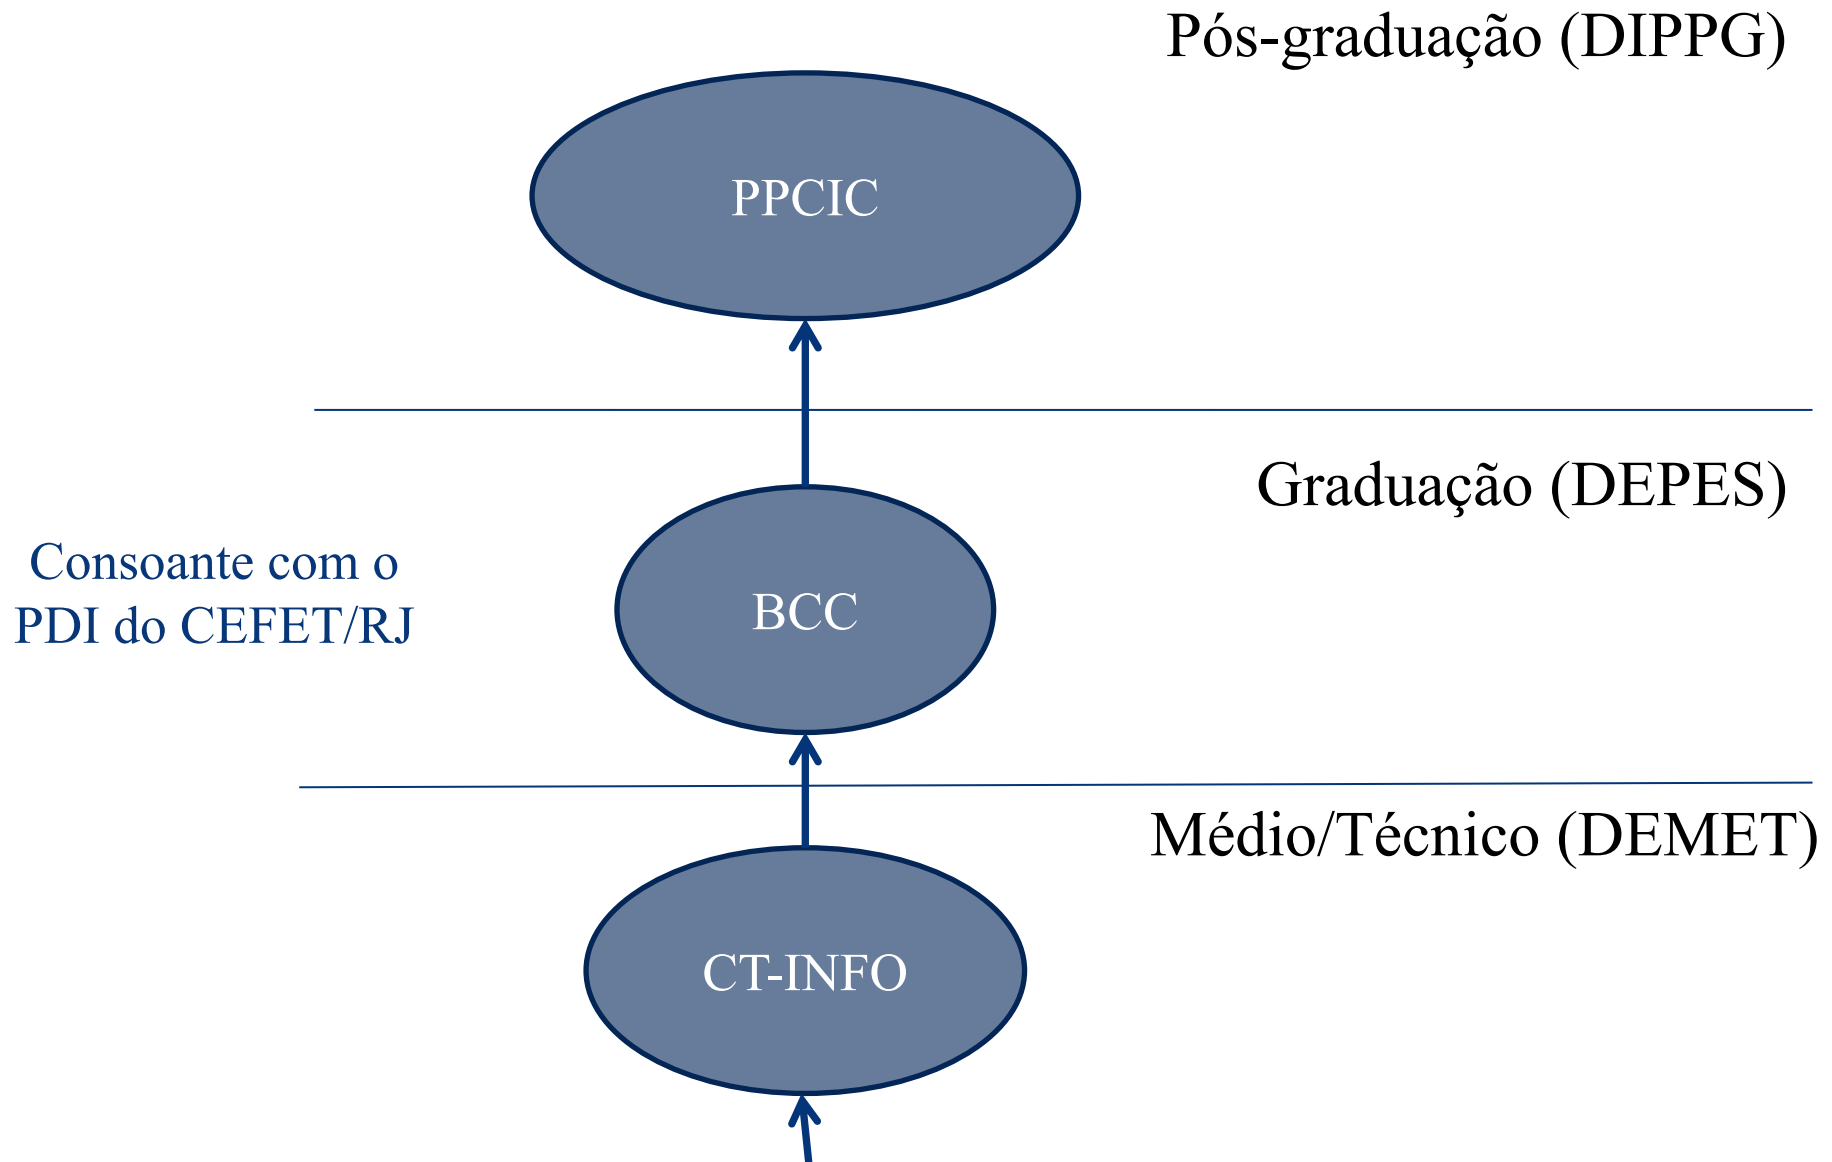 Pós-graduação (DIPPG)
PPCIC
Graduação (DEPES)
Consoante com o
PDI do CEFET/RJ
BCC
Médio/Técnico (DEMET)
CT-INFO